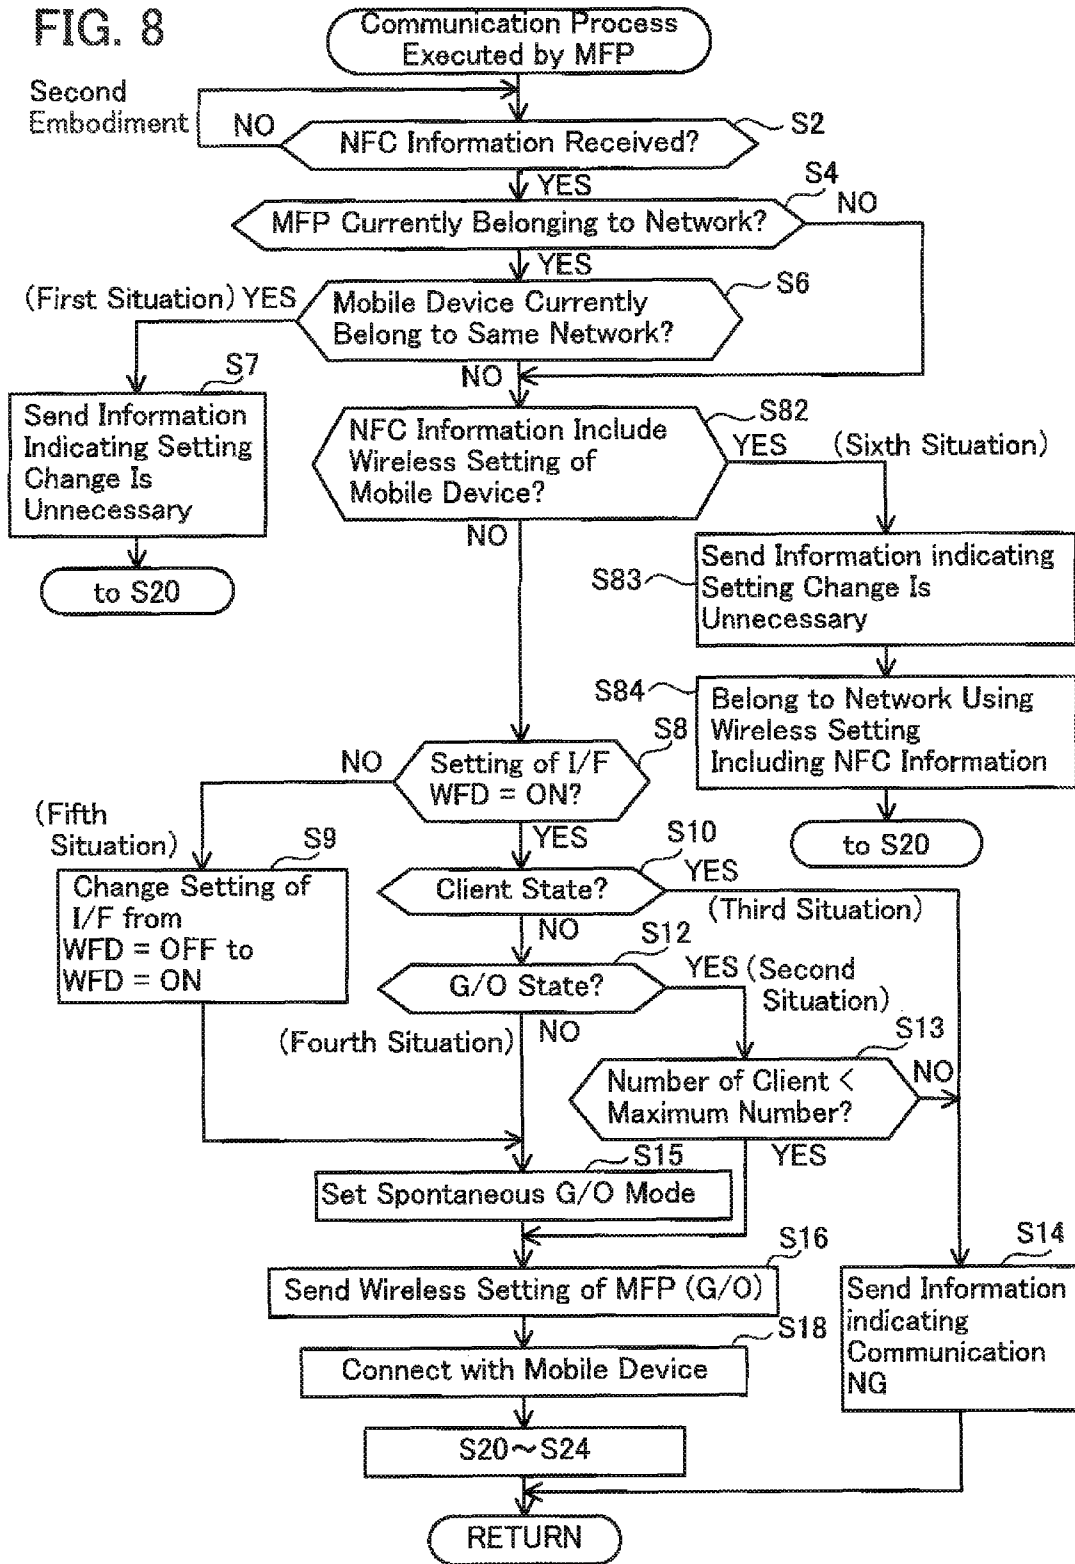 FIG. 8
Communication Process
Executed by MFP
Second
Embodiment
NO
NFC Information Received?
S2
YES
S4
MFP Currently Belonging to Network?
NO
YES
S6
(First Situation) YES
Mobile Device Currently
Belong to Same Network?
NO
S7
Send Information
Indicating Setting
Change Is
Unnecessary
to S20
S82
NFC Information Include
Wireless Setting of
Mobile Device?
YES
(Sixth Situation)
NO
S83
Send Information indicating
Setting Change Is
Unnecessary
S84
Belong to Network Using
Wireless Setting
Including NFC Information
to S20
S8
Setting of I/F
WFD = ON?
NO
YES
(Fifth
Situation)
S9
Change Setting of
I/F from
WFD = OFF to
WFD = ON
S10
Client State?
YES
(Third Situation)
NO
S12
G/O State?
YES (Second
Situation)
NO
(Fourth Situation)
S13
Number of Client <
Maximum Number?
NO
YES
S15
Set Spontaneous G/O Mode
S16
Send Wireless Setting of MFP (G/O)
S14
Send Information
indicating
Communication
NG
S18
Connect with Mobile Device
S20~S24
RETURN